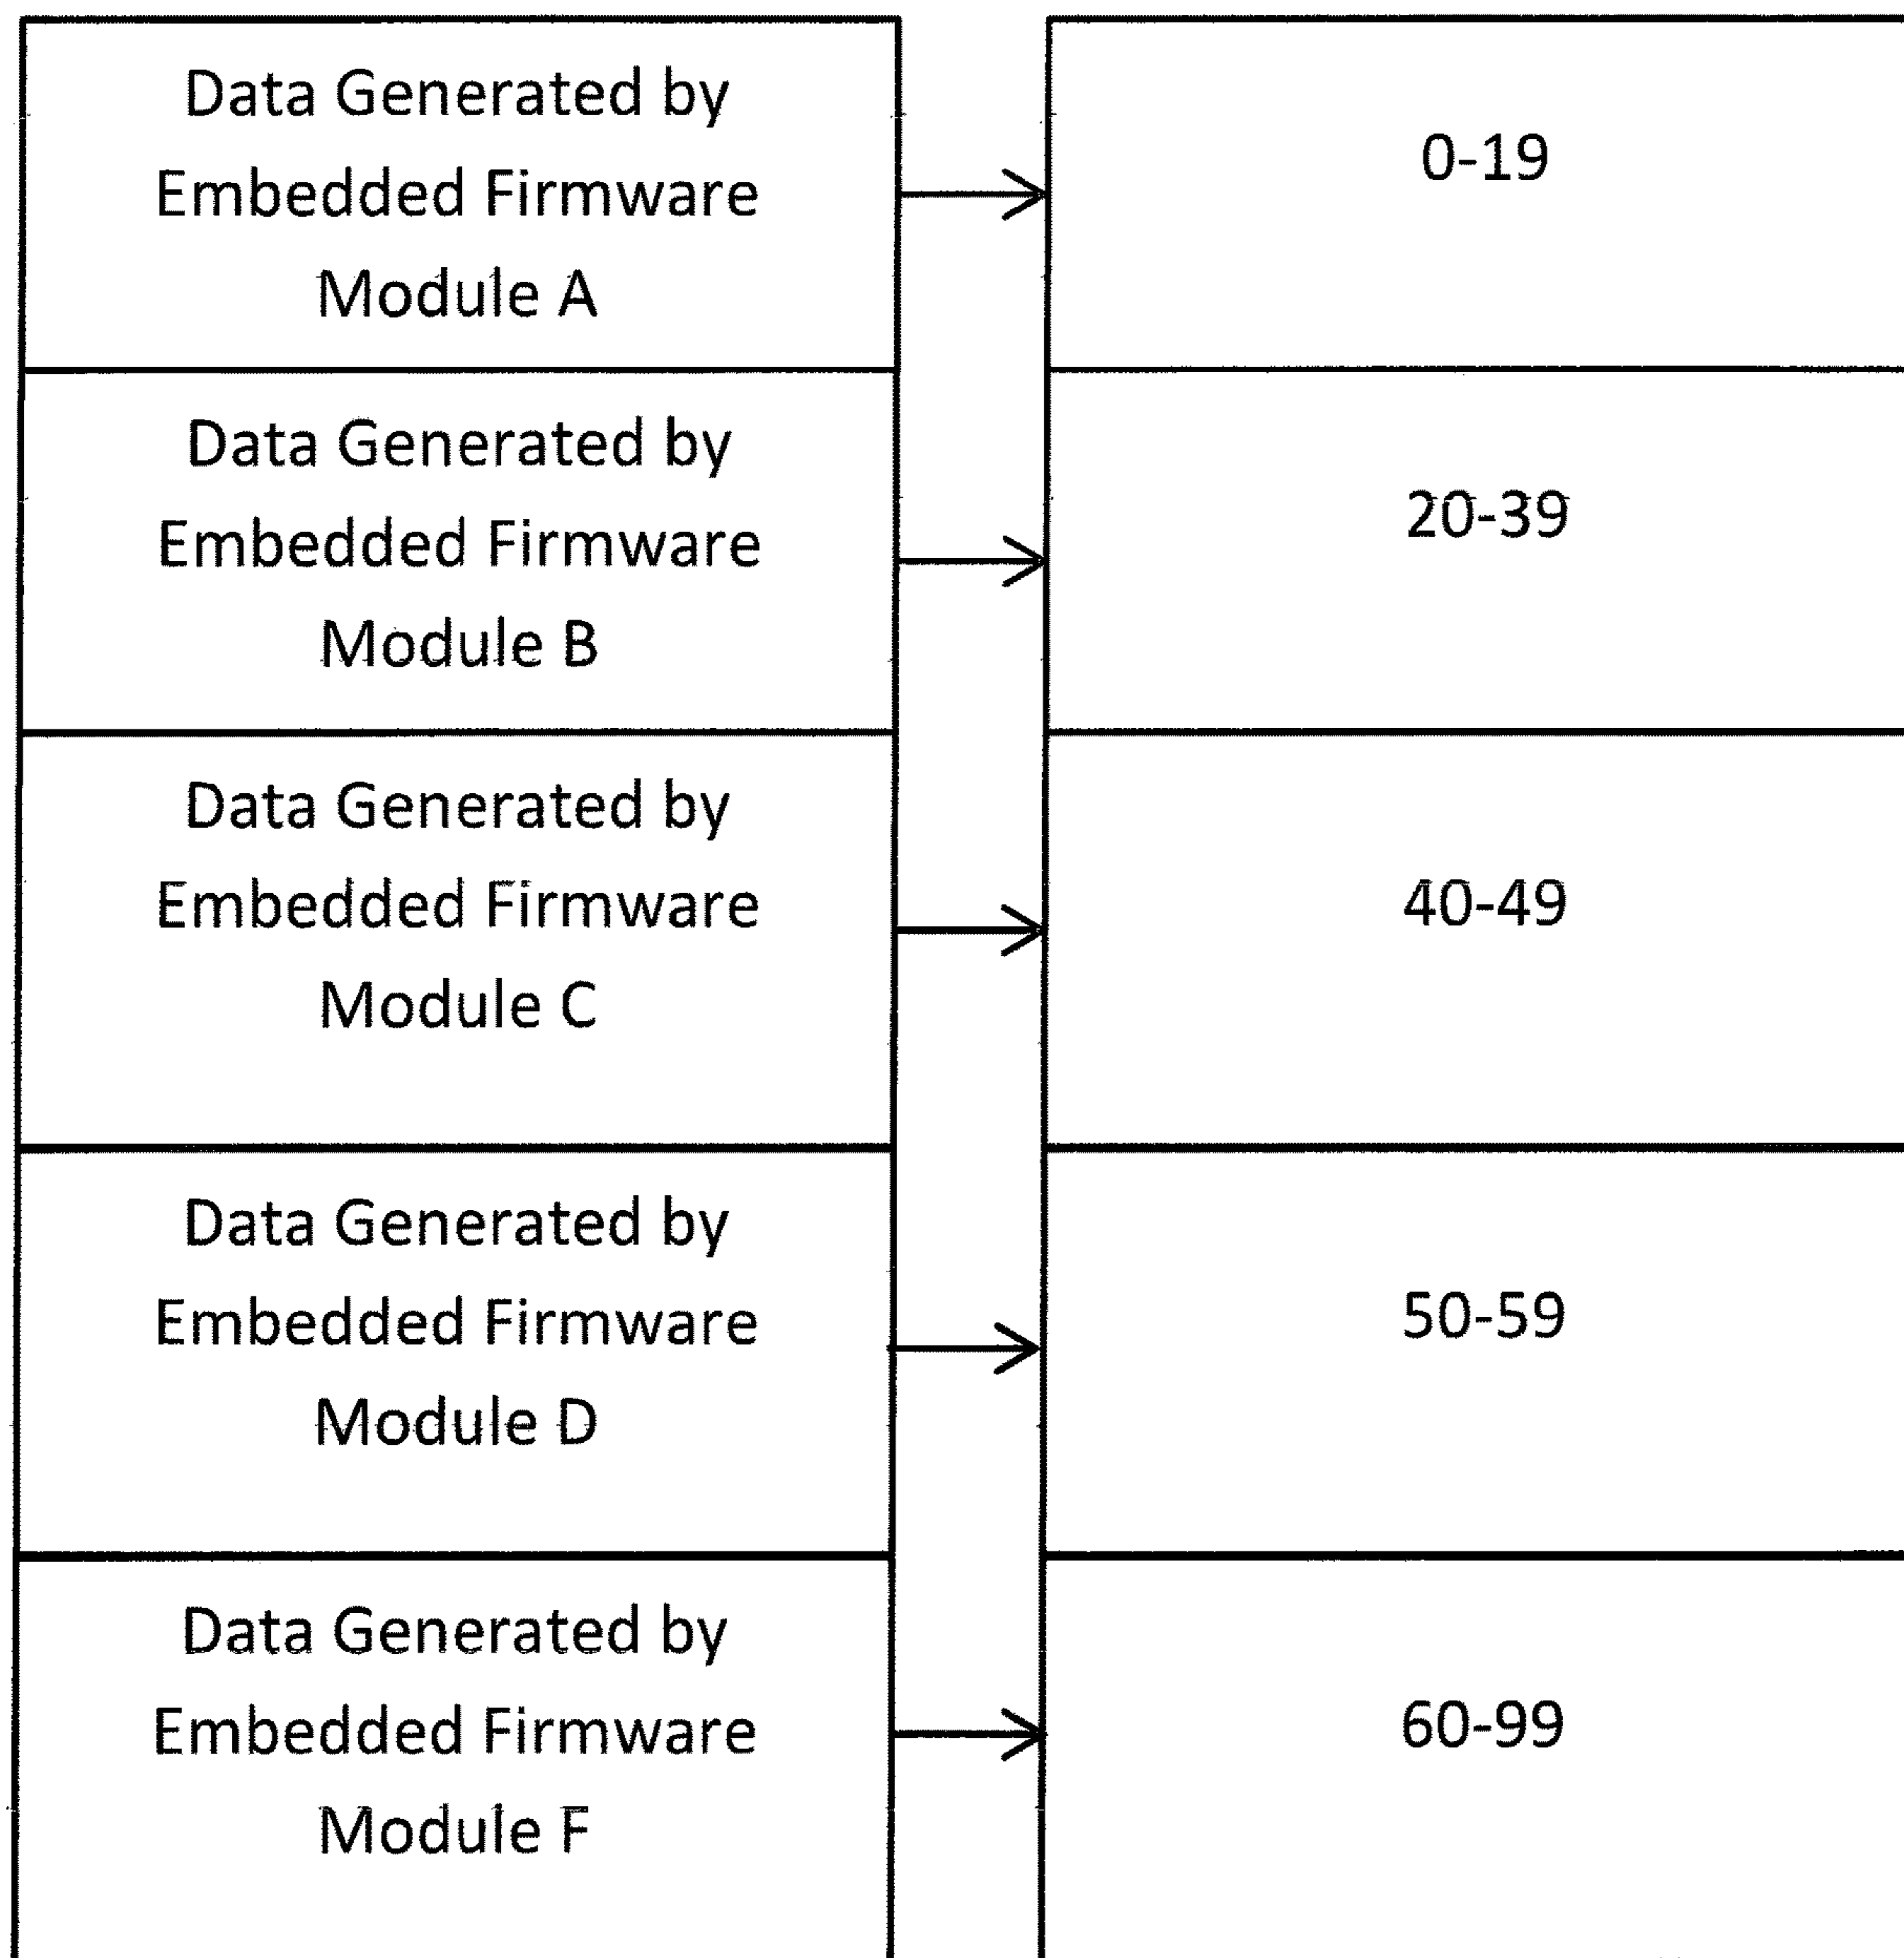 Data Generated by
Embedded Firmware
Module A
0-19
Data Generated by
Embedded Firmware
Module B
20-39
Data Generated by
Embedded Firmware
Module C
40-49
Data Generated by
Embedded Firmware
Module D
50-59
Data Generated by
Embedded Firmware
Module F
60-99